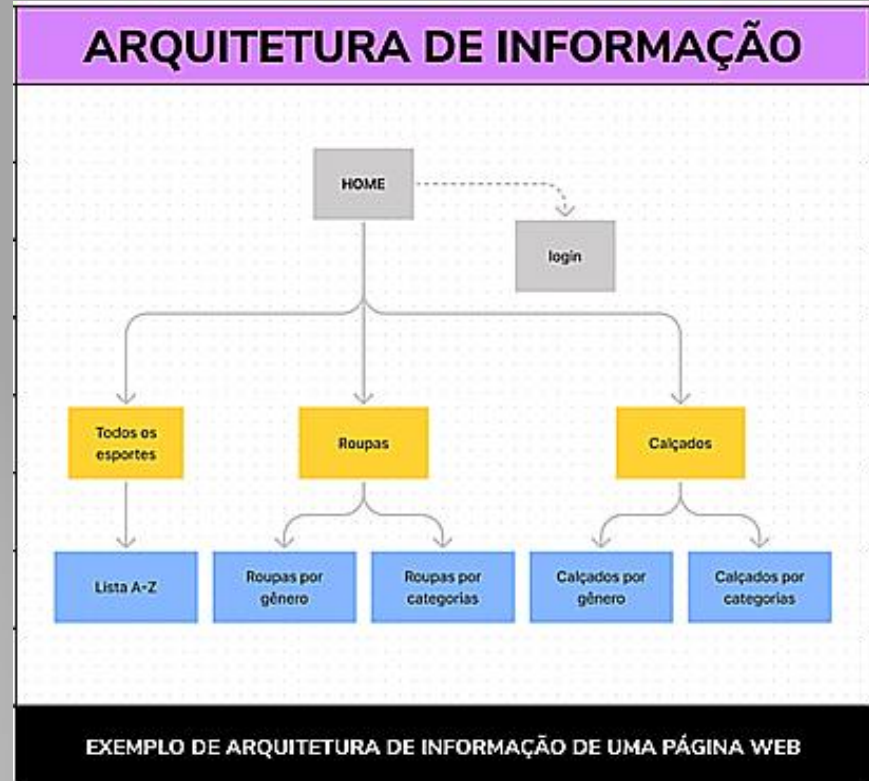 ARQUITETURA DE INFORMAÇÃO
HOME
login
Todos os
esportes
Roupas
Calçados
Lista A-Z
Roupas por
gênero
Roupas por
categorias
Calçados por
gênero
Calçados por
categorias
EXEMPLO DE ARQUITETURA DE INFORMAÇÃO DE UMA PÁGINA WEB